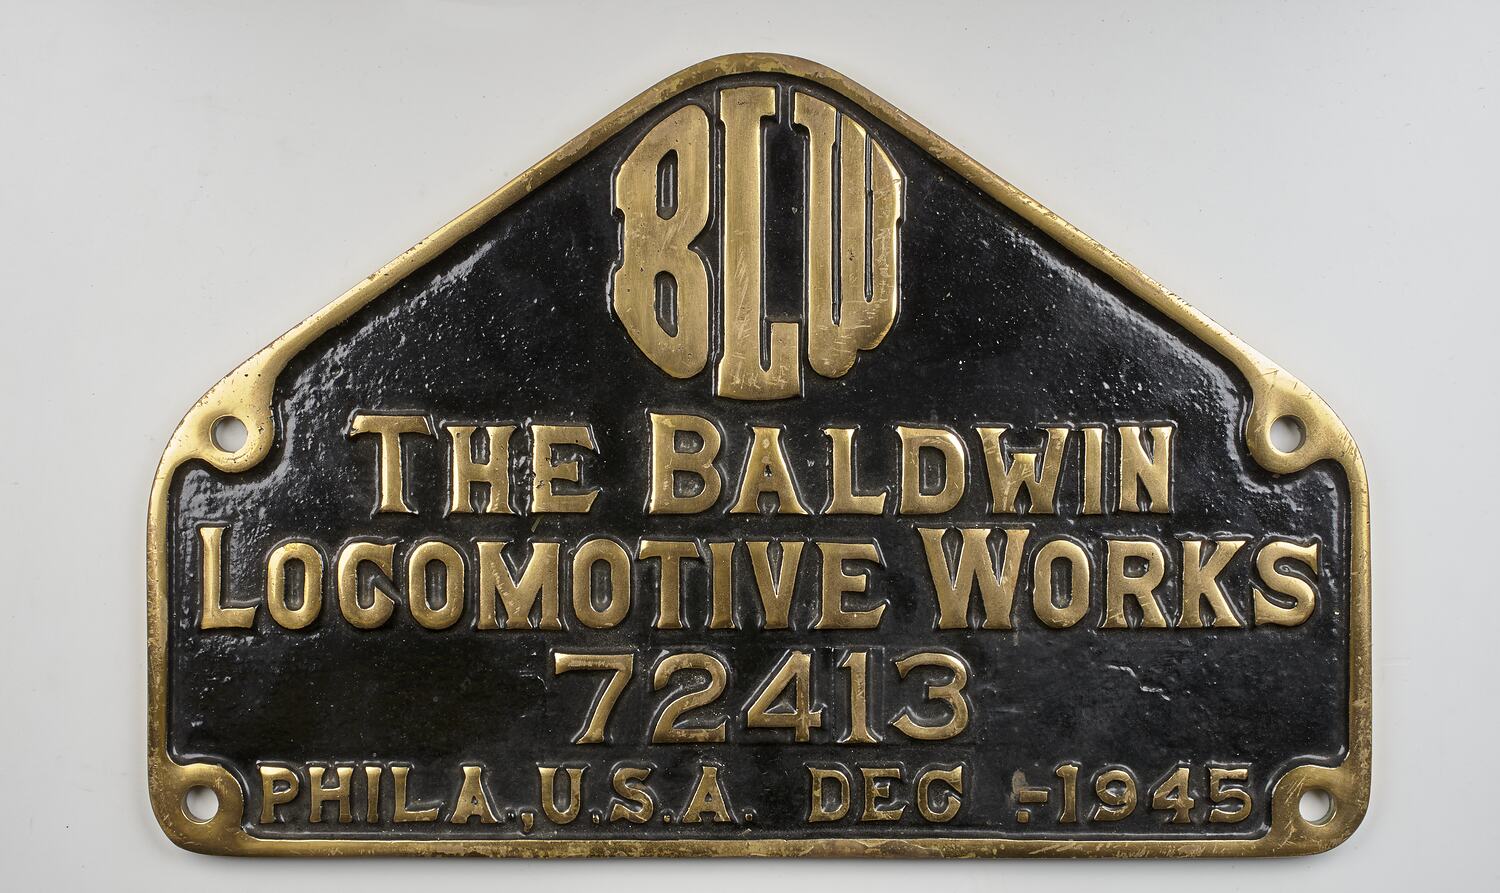 BLW
THE BALDWIN
LOCOMOTIVE WORKS
72413
PHILA., U.S.A. DEC .-1945